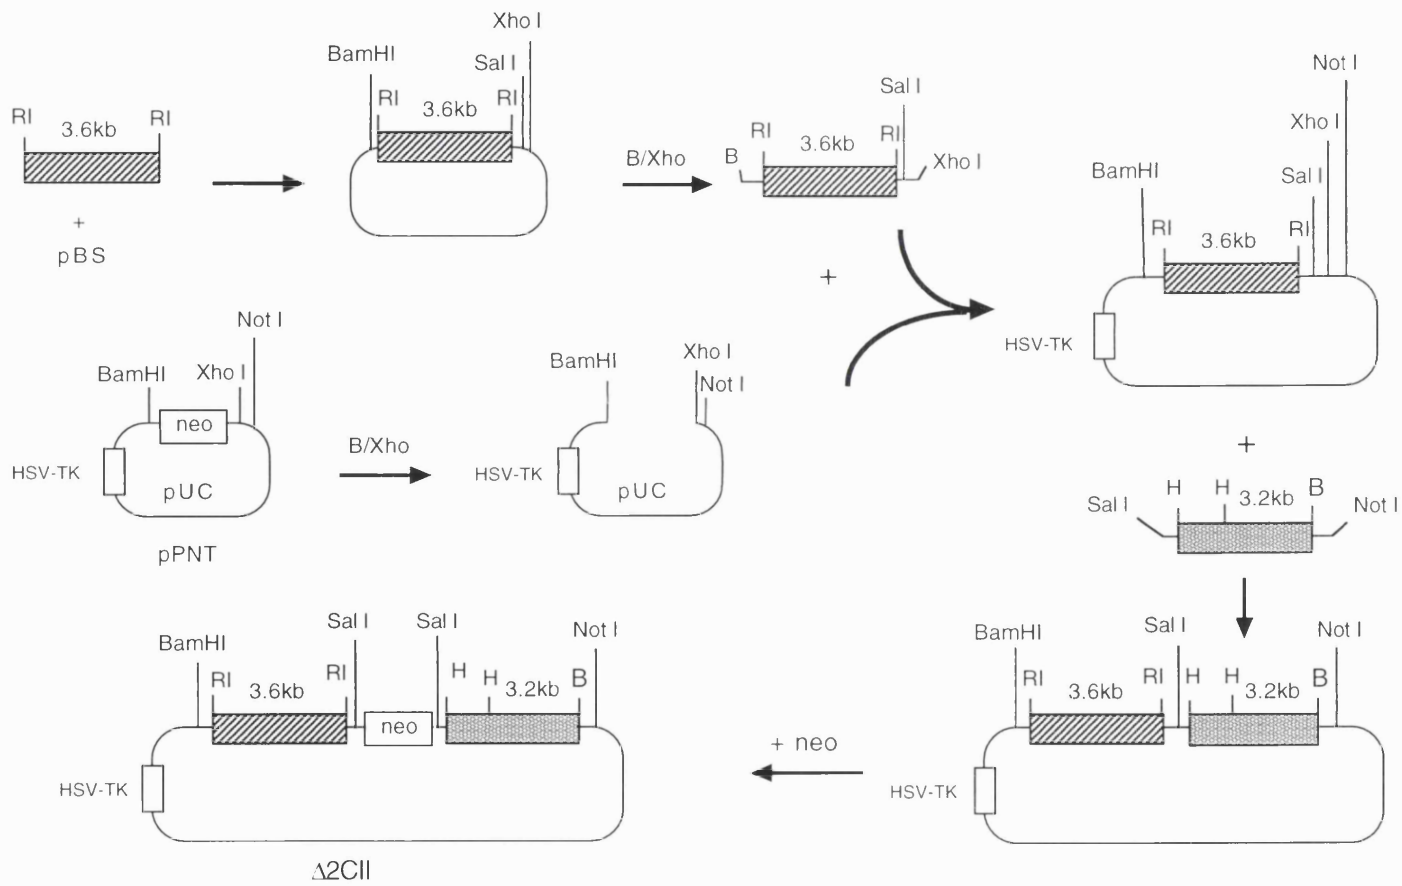 RI
3.6kb
RI
+
pBS
BamHI
RI
3.6kb
RI
Sal I
Xho I
B/Xho
B
RI
3.6kb
RI
Sal I
Xho I
+
BamHI
RI
3.6kb
RI
Sal I
Xho I
Not I
HSV-TK
BamHI
neo
Xho I
Not I
HSV-TK
pUC
pPNT
B/Xho
BamHI
Xho I
Not I
HSV-TK
pUC
+
Sal I
H
H
3.2kb
B
Not I
BamHI
RI
3.6kb
RI
Sal I
H
H
3.2kb
B
Not I
HSV-TK
+ neo
BamHI
RI
3.6kb
RI
Sal I
neo
Sal I
H
H
3.2kb
B
Not I
HSV-TK
Δ2CII